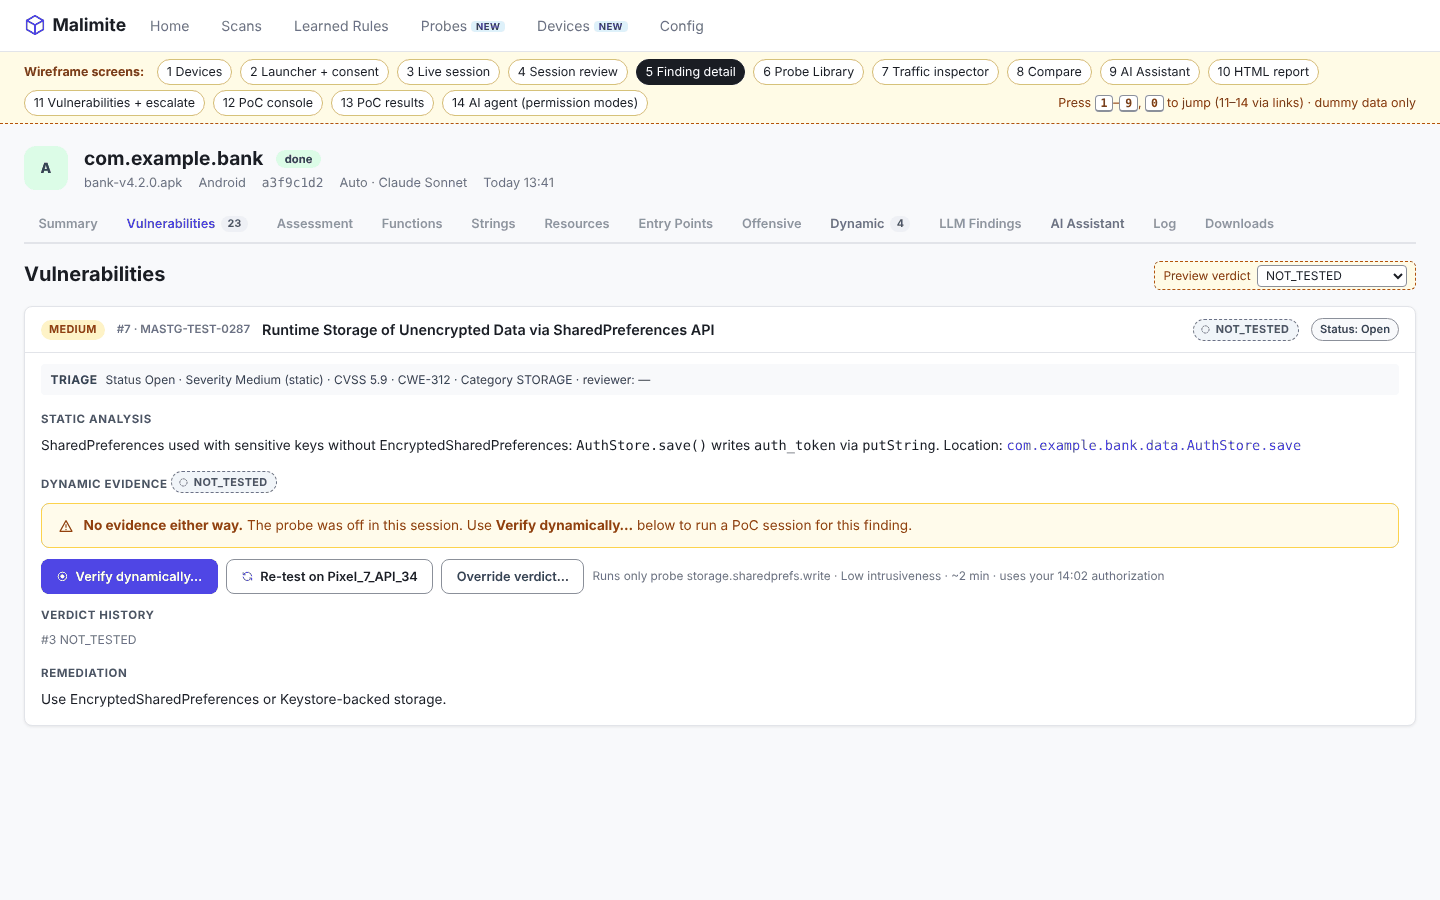 Malimite Home Scans Learned Rules Probes NEW Devices NEW Config
Wireframe screens: 1 Devices 2 Launcher + consent 3 Live session 4 Session review 5 Finding detail 6 Probe Library 7 Traffic inspector 8 Compare 9 AI Assistant 10 HTML report
11 Vulnerabilities + escalate 12 PoC console 13 PoC results 14 AI agent (permission modes) Press 1–9, 0 to jump (11–14 via links) · dummy data only
A
com.example.bank done
bank-v4.2.0.apk Android a3f9c1d2 Auto · Claude Sonnet Today 13:41
Summary Vulnerabilities 23 Assessment Functions Strings Resources Entry Points Offensive Dynamic 4 LLM Findings AI Assistant Log Downloads
Vulnerabilities Preview verdict NOT_TESTED
MEDIUM #7 · MASTG-TEST-0287 Runtime Storage of Unencrypted Data via SharedPreferences API NOT_TESTED Status: Open
TRIAGE Status Open · Severity Medium (static) · CVSS 5.9 · CWE-312 · Category STORAGE · reviewer: —
STATIC ANALYSIS
SharedPreferences used with sensitive keys without EncryptedSharedPreferences: AuthStore.save() writes auth_token via putString. Location: com.example.bank.data.AuthStore.save
DYNAMIC EVIDENCE NOT_TESTED
No evidence either way. The probe was off in this session. Use Verify dynamically... below to run a PoC session for this finding.
Verify dynamically... Re-test on Pixel_7_API_34 Override verdict... Runs only probe storage.sharedprefs.write · Low intrusiveness · ~2 min · uses your 14:02 authorization
VERDICT HISTORY
#3 NOT_TESTED
REMEDIATION
Use EncryptedSharedPreferences or Keystore-backed storage.